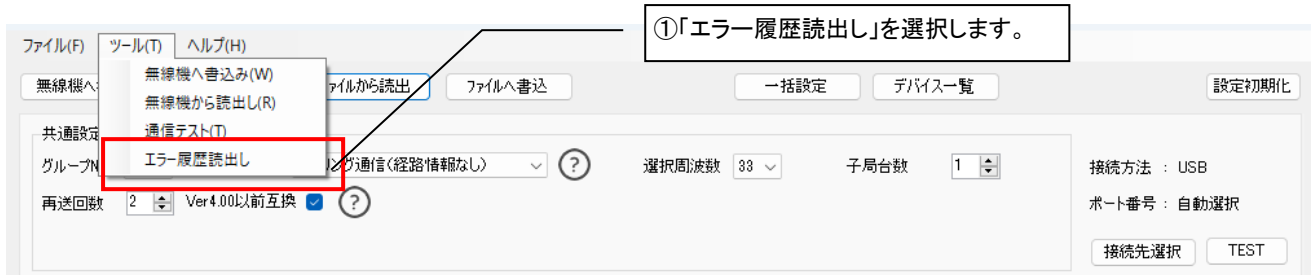 ①｢エラー履歴読出し｣を選択します。
ファイル(F) ツール(T) ヘルプ(H)
無線機へ書込み(W)
無線機から読出し(R)
通信テスト(T)
エラー履歴読出し
無線機へ ァイルから読出 ファイルへ書込 一括設定 デバイス一覧 設定初期化
共通設定
グループN リング通信(経路情報なし) ? 選択周波数 33 子局台数 1
再送回数 2 Ver4.00以前互換 ?
接続方法 : USB
ポート番号 : 自動選択
接続先選択 TEST